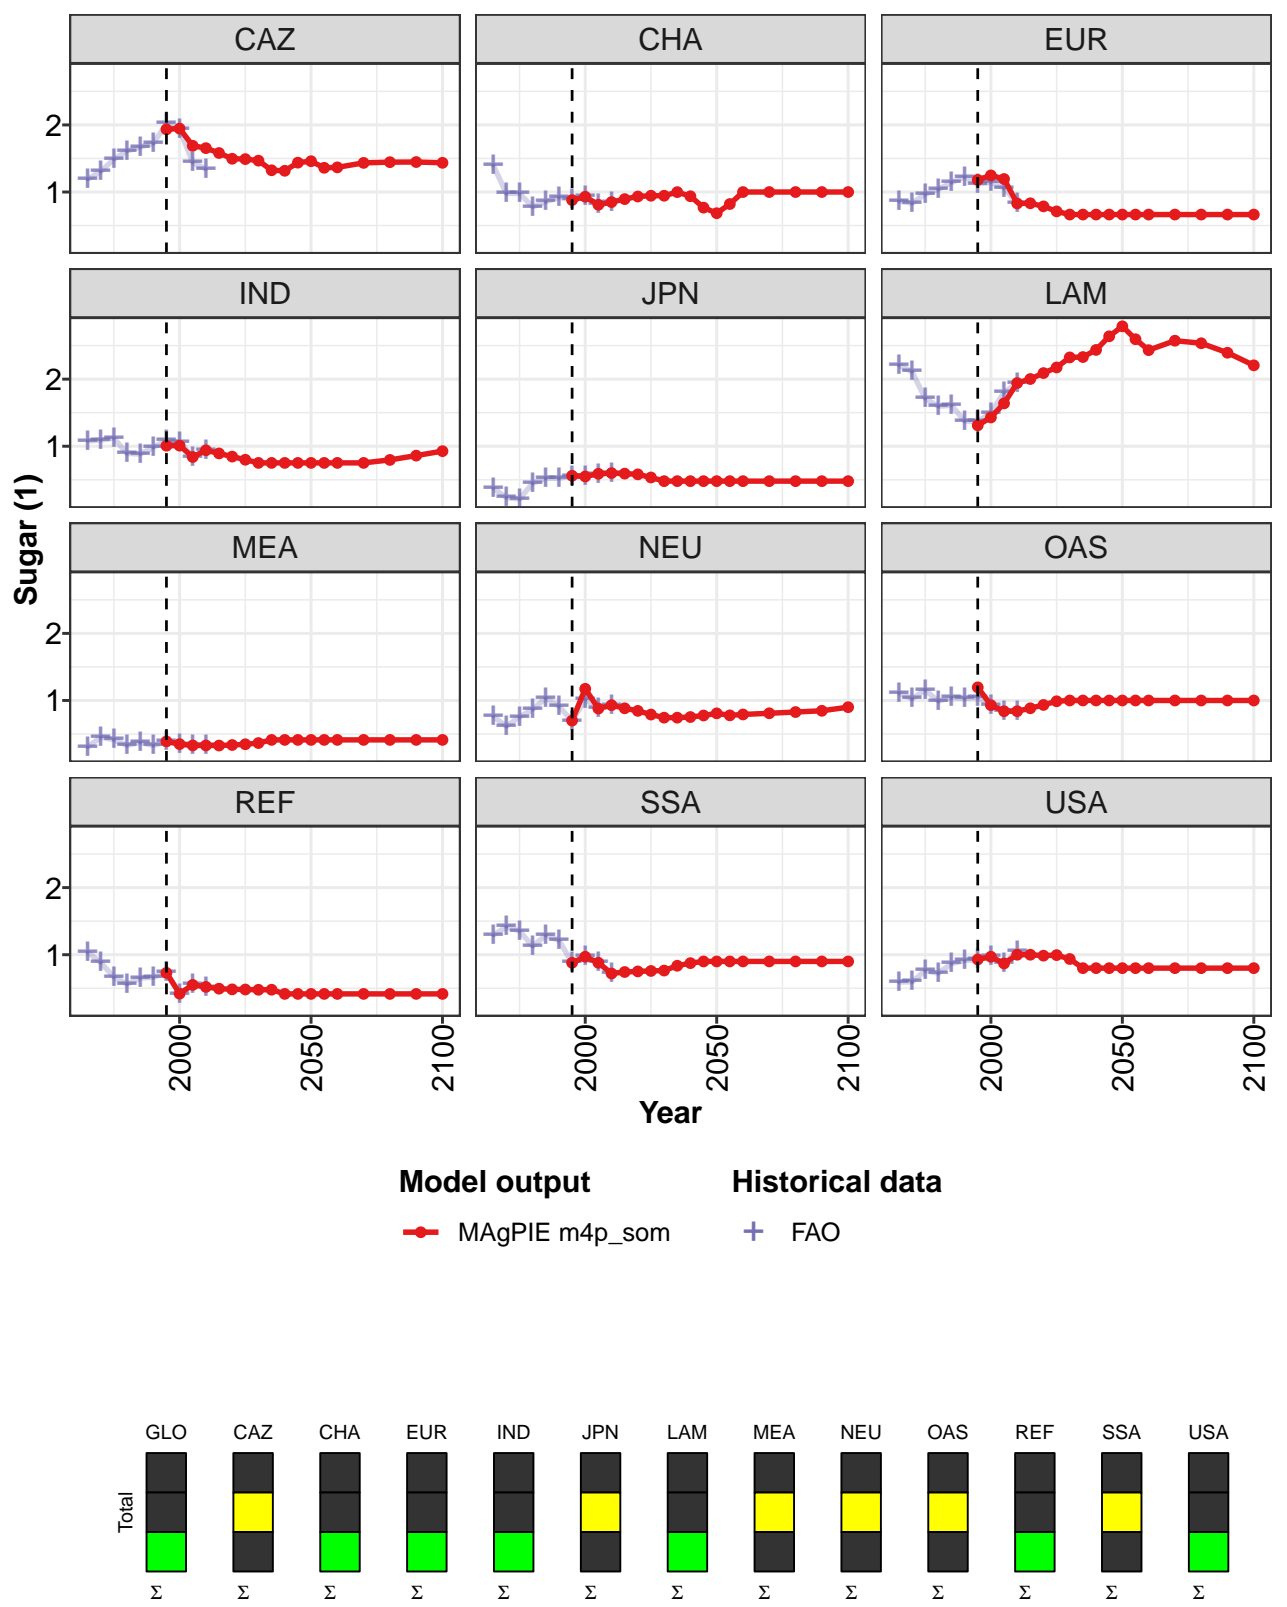 CAZ CHA EUR
2
1
IND JPN LAM
2
1
Sugar (1)
MEA NEU OAS
2
1
REF SSA USA
2
1
2000 2050 2100 2000 2050 2100 2000 2050 2100
Year
Model output Historical data
MAgPIE m4p_som FAO
GLO CAZ CHA EUR IND JPN LAM MEA NEU OAS REF SSA USA
Total
Σ Σ Σ Σ Σ Σ Σ Σ Σ Σ Σ Σ Σ